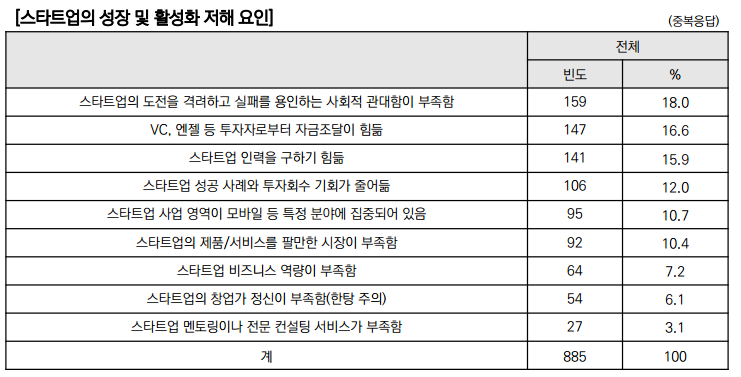 [스타트업의 성장 및 활성화 저해 요인]
(중복응답)
전체
빈도 %
스타트업의 도전을 격려하고 실패를 용인하는 사회적 관대함이 부족함 159 18.0
VC, 엔젤 등 투자자로부터 자금조달이 힘듦 147 16.6
스타트업 인력을 구하기 힘듦 141 15.9
스타트업 성공 사례와 투자회수 기회가 줄어듦 106 12.0
스타트업 사업 영역이 모바일 등 특정 분야에 집중되어 있음 95 10.7
스타트업의 제품/서비스를 팔만한 시장이 부족함 92 10.4
스타트업 비즈니스 역량이 부족함 64 7.2
스타트업의 창업가 정신이 부족함(한탕 주의) 54 6.1
스타트업 멘토링이나 전문 컨설팅 서비스가 부족함 27 3.1
계 885 100